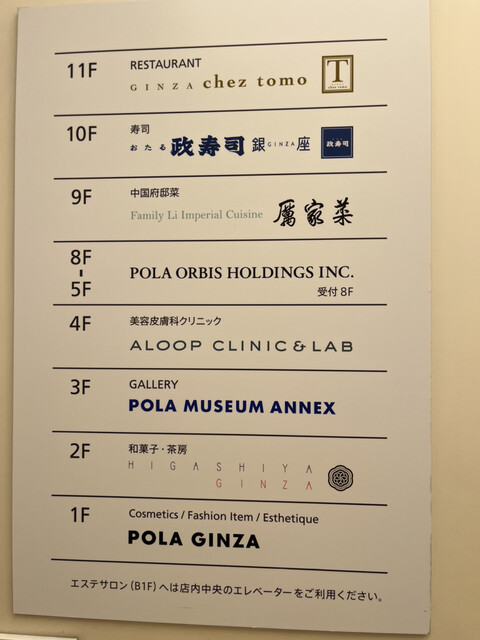 11F RESTAURANT
GINZA chez tomo
T
chez tomo
10F 寿司
おたる 政寿司 銀GINZA座
政寿司
9F 中国府邸菜
Family Li Imperial Cuisine 厲家菜
8F
-
5F
POLA ORBIS HOLDINGS INC.
受付 8F
4F 美容皮膚科クリニック
ALOOP CLINIC & LAB
3F GALLERY
POLA MUSEUM ANNEX
2F 和菓子・茶房
HIGASHIYA
GINZA
1F Cosmetics / Fashion Item / Esthetique
POLA GINZA
エステサロン（B1F）へは店内中央のエレベーターをご利用ください。